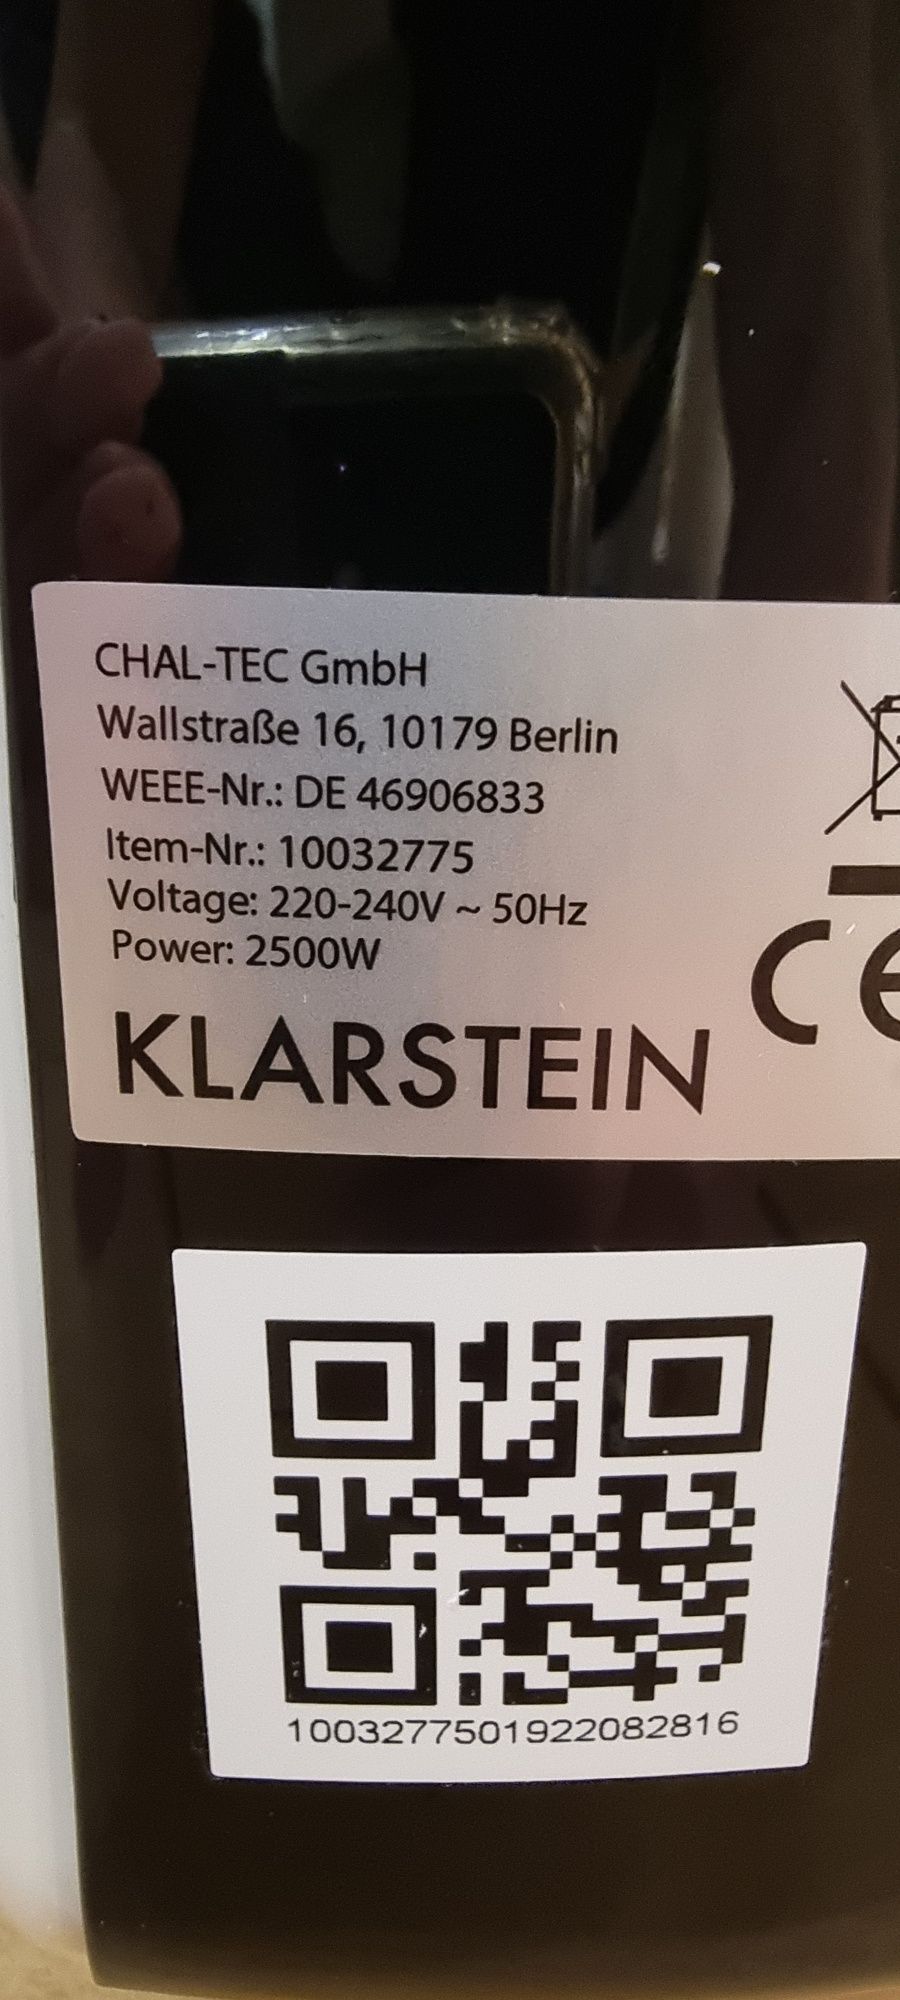 CHAL-TEC GmbH
Wallstraße 16, 10179 Berlin
WEEE-Nr.: DE 46906833
Item-Nr.: 10032775
Voltage: 220-240V ~ 50Hz
Power: 2500W
CE
KLARSTEIN
1003277501922082816